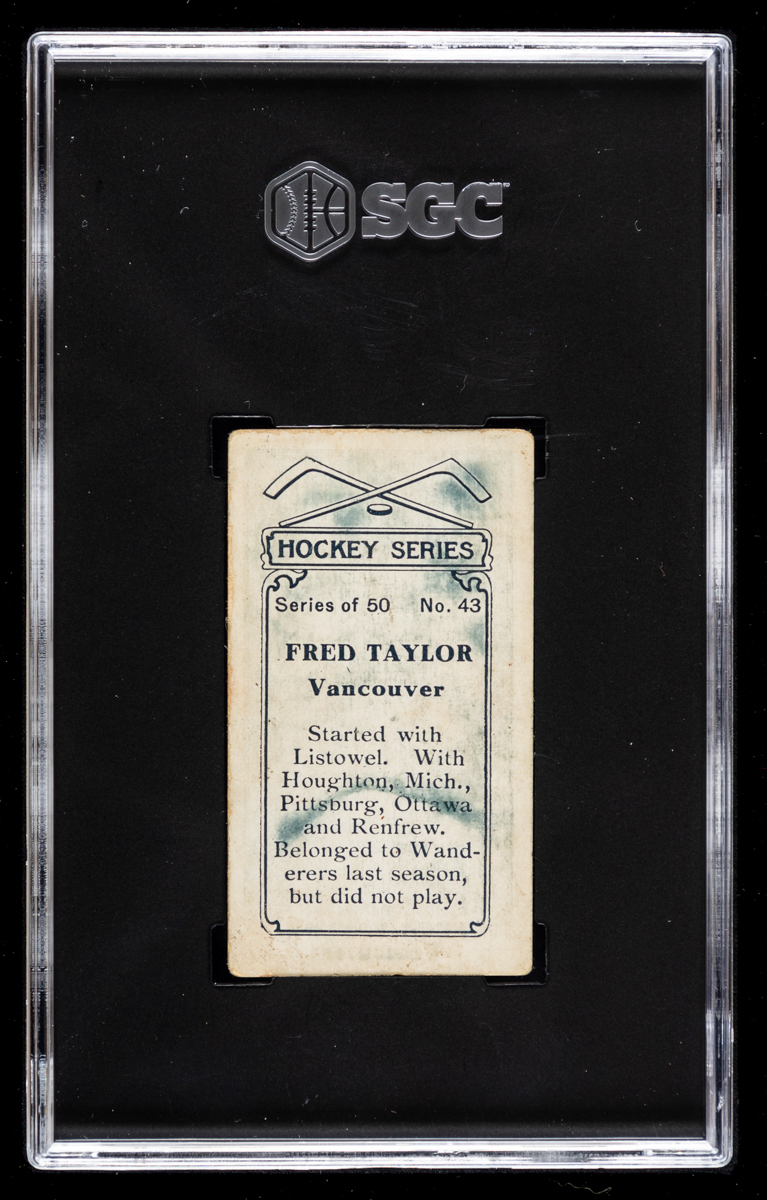 SGC
HOCKEY SERIES
Series of 50 No. 43
FRED TAYLOR
Vancouver
Started with
Listowel. With
Houghton, Mich.,
Pittsburg, Ottawa
and Renfrew.
Belonged to Wand-
erers last season,
but did not play.